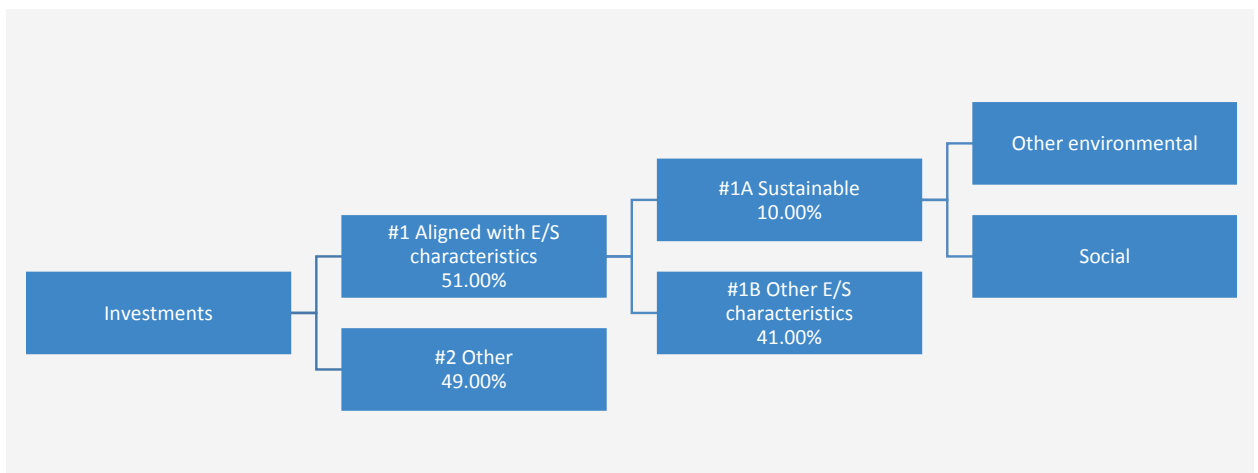 Investments
#1 Aligned with E/S
characteristics
51.00%
#2 Other
49.00%
#1A Sustainable
10.00%
#1B Other E/S
characteristics
41.00%
Other environmental
Social